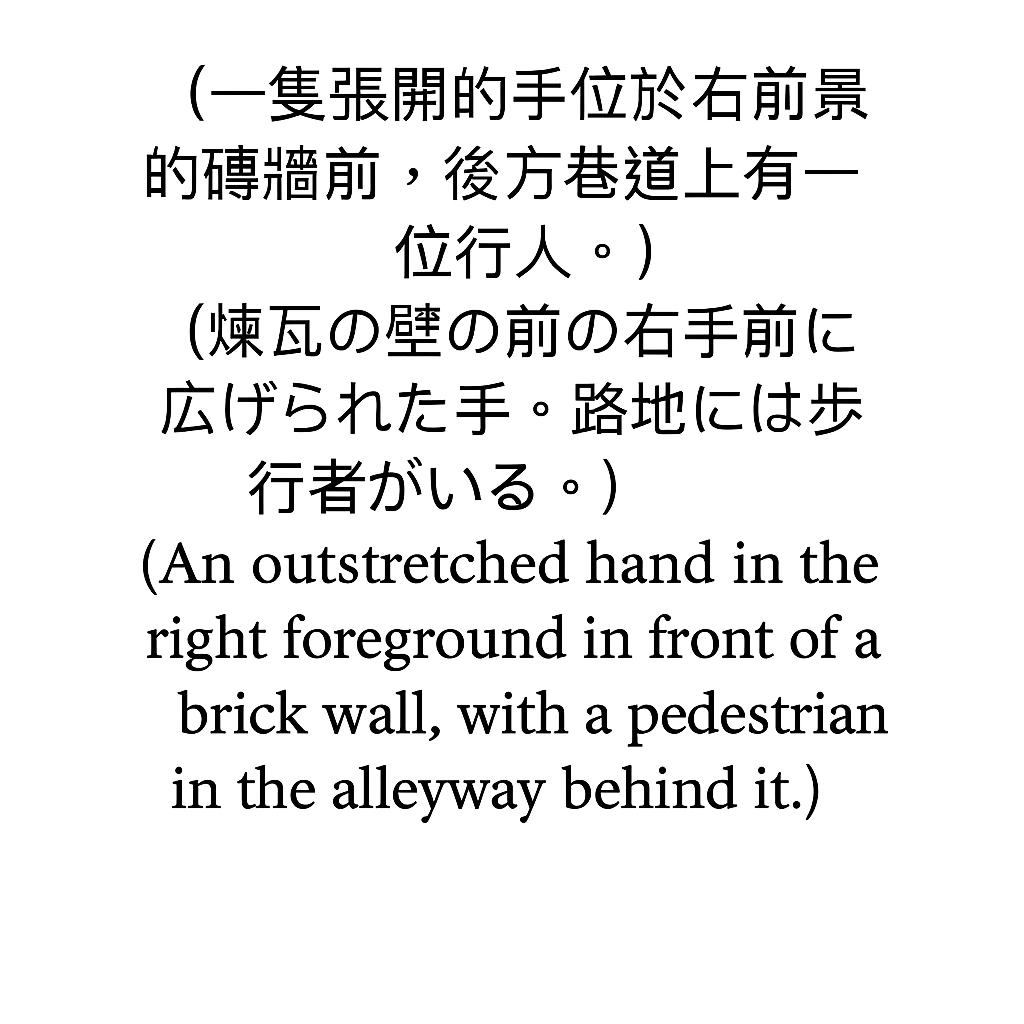 (一隻張開的手位於右前景
的磚牆前，後方巷道上有一
位行人。)
(煉瓦の壁の前の右手前に
広げられた手。路地には歩
行者がいる。)
(An outstretched hand in the
right foreground in front of a
brick wall, with a pedestrian
in the alleyway behind it.)